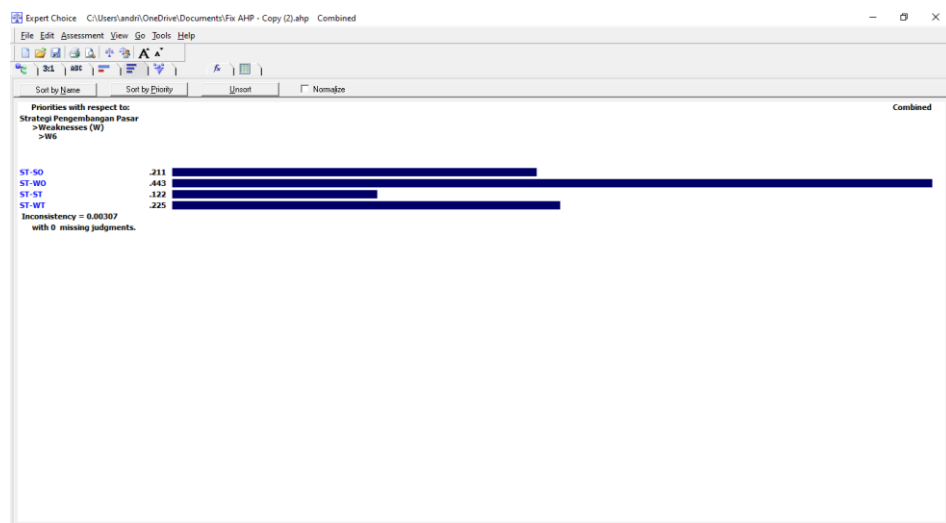 Expert Choice C:\Users\andri\OneDrive\Documents\Fix AHP - Copy (2).ahp Combined
File Edit Assessment View Go Tools Help
A A
3:1 ABC fx
Sort by Name Sort by Priority Unsort Normalize
Priorities with respect to: Combined
Strategi Pengembangan Pasar
>Weaknesses (W)
>W6
ST-SO .211
ST-WO .443
ST-ST .122
ST-WT .225
Inconsistency = 0.00307
with 0 missing judgments.